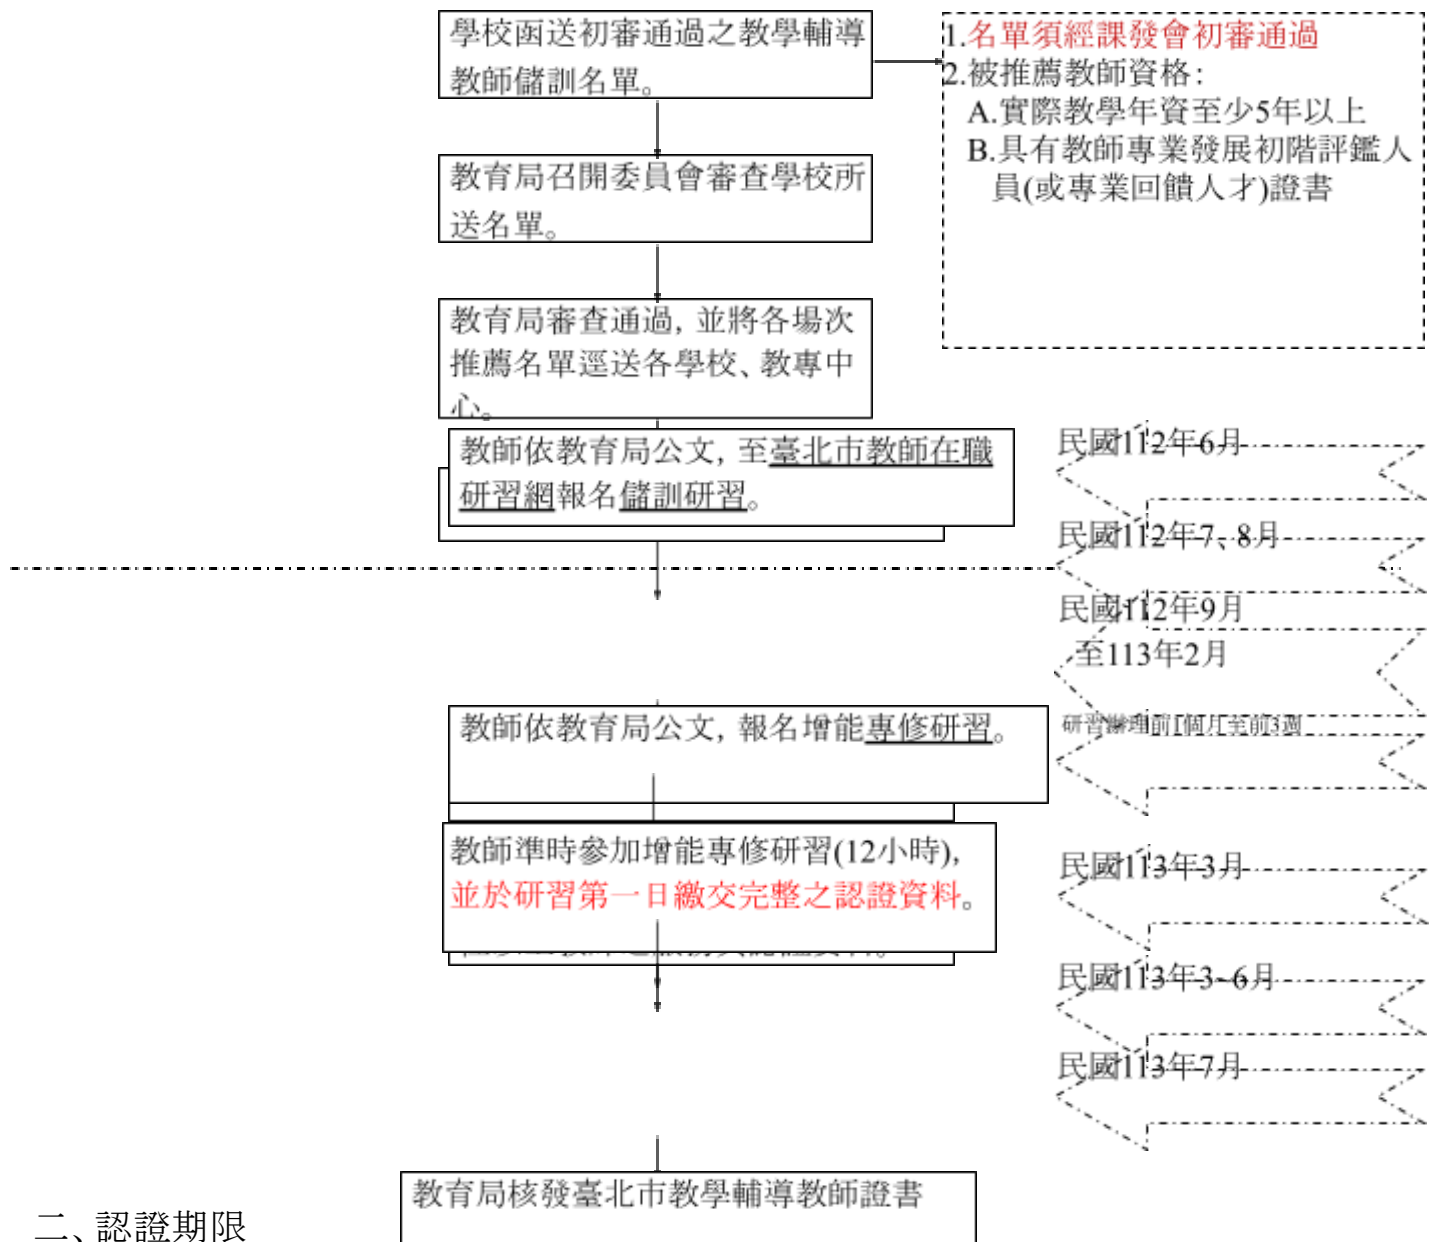 學校函送初審通過之教學輔導
教師儲訓名單。
1.名單須經課發會初審通過
2.被推薦教師資格：
A.實際教學年資至少5年以上
B.具有教師專業發展初階評鑑人
員(或專業回饋人才)證書
教育局召開委員會審查學校所
送名單。
教育局審查通過，並將各場次
推薦名單逕送各學校、教專中
心。
教師依教育局公文，至臺北市教師在職
研習網報名儲訓研習。
民國112年6月
民國112年7、8月
民國112年9月
至113年2月
教師依教育局公文，報名增能專修研習。
研習辦理前1個月至前3週
教師準時參加增能專修研習(12小時)，
並於研習第一日繳交完整之認證資料。
民國113年3月
民國113年3-6月
民國113年7月
教育局核發臺北市教學輔導教師證書
二、認證期限